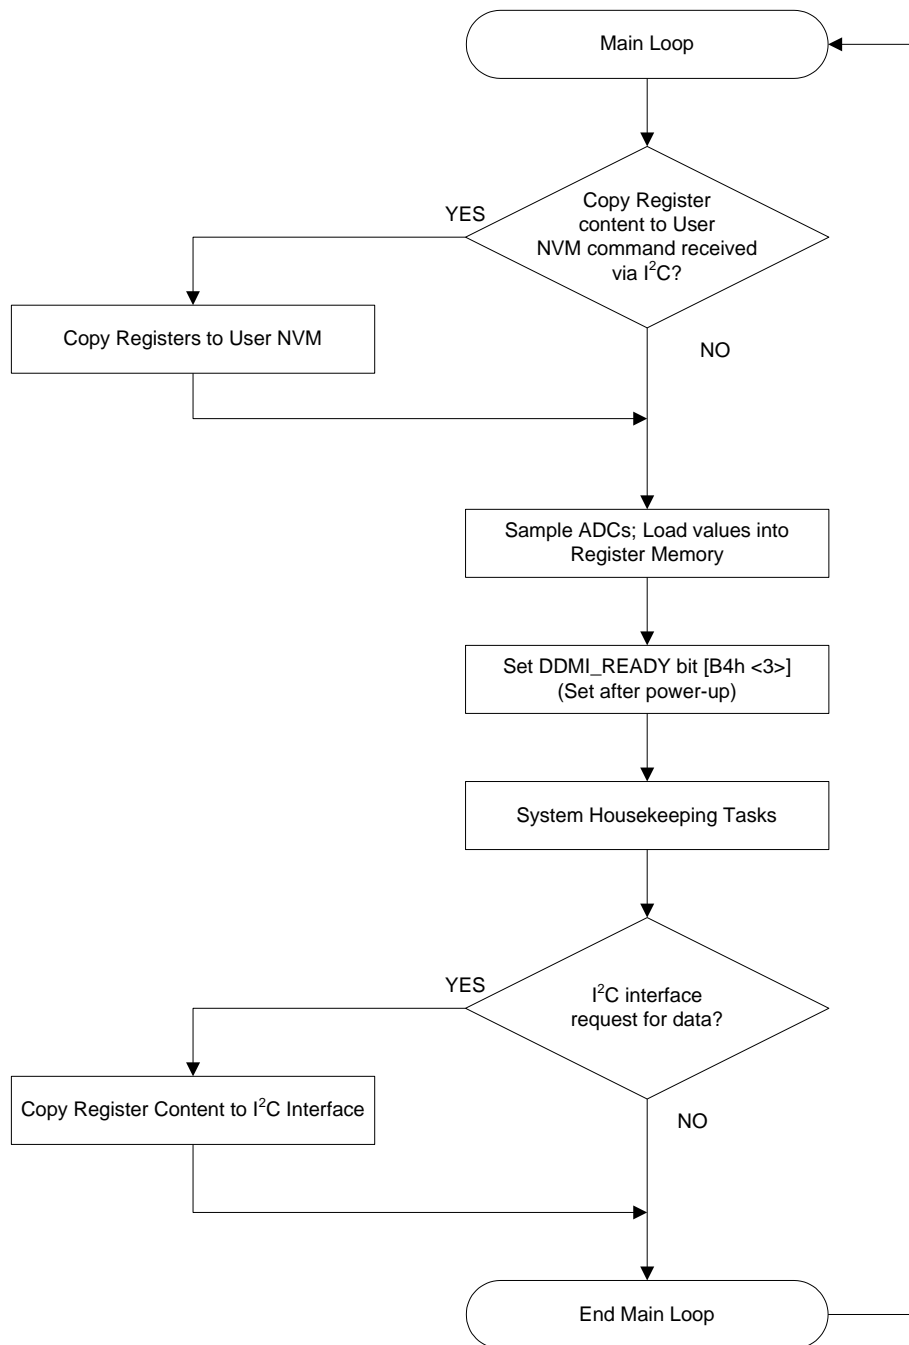 Main Loop
Copy Register
content to User
NVM command received
via I²C?
YES
Copy Registers to User NVM
NO
Sample ADCs; Load values into
Register Memory
Set DDMI_READY bit [B4h <3>]
(Set after power-up)
System Housekeeping Tasks
YES
I²C interface
request for data?
Copy Register Content to I²C Interface
NO
End Main Loop